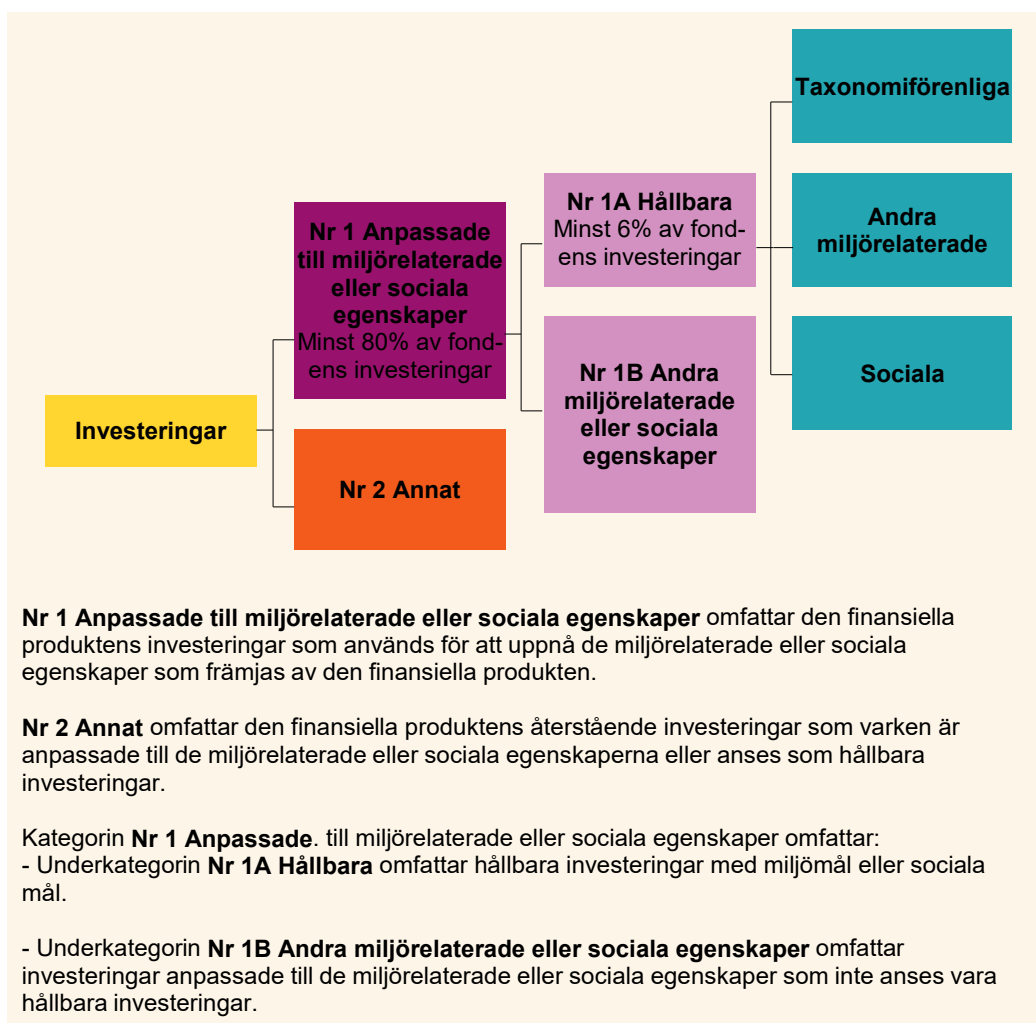 Taxonomiförenliga
Nr 1A Hållbara
Minst 6% av fond-
ens investeringar
Nr 1 Anpassade
till miljörelaterade
eller sociala
egenskaper
Minst 80% av fond-
ens investeringar
Andra
miljörelaterade
Nr 1B Andra
miljörelaterade
eller sociala
egenskaper
Sociala
Investeringar
Nr 2 Annat
Nr 1 Anpassade till miljörelaterade eller sociala egenskaper omfattar den finansiella
produktens investeringar som används för att uppnå de miljörelaterade eller sociala
egenskaper som främjas av den finansiella produkten.
Nr 2 Annat omfattar den finansiella produktens återstående investeringar som varken är
anpassade till de miljörelaterade eller sociala egenskaperna eller anses som hållbara
investeringar.
Kategorin Nr 1 Anpassade. till miljörelaterade eller sociala egenskaper omfattar:
- Underkategorin Nr 1A Hållbara omfattar hållbara investeringar med miljömål eller sociala
mål.
- Underkategorin Nr 1B Andra miljörelaterade eller sociala egenskaper omfattar
investeringar anpassade till de miljörelaterade eller sociala egenskaper som inte anses vara
hållbara investeringar.